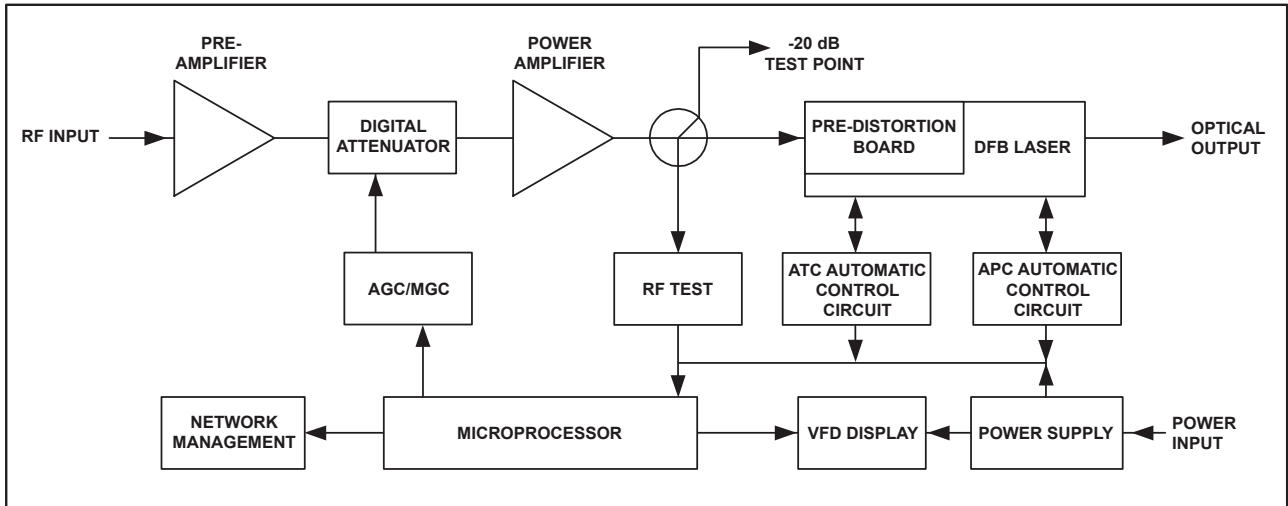 PRE-
AMPLIFIER
POWER
AMPLIFIER
-20 dB
TEST POINT
RF INPUT
DIGITAL
ATTENUATOR
PRE-DISTORTION
BOARD
DFB LASER
OPTICAL
OUTPUT
AGC/MGC
RF TEST
ATC AUTOMATIC
CONTROL
CIRCUIT
APC AUTOMATIC
CONTROL
CIRCUIT
NETWORK
MANAGEMENT
MICROPROCESSOR
VFD DISPLAY
POWER SUPPLY
POWER
INPUT